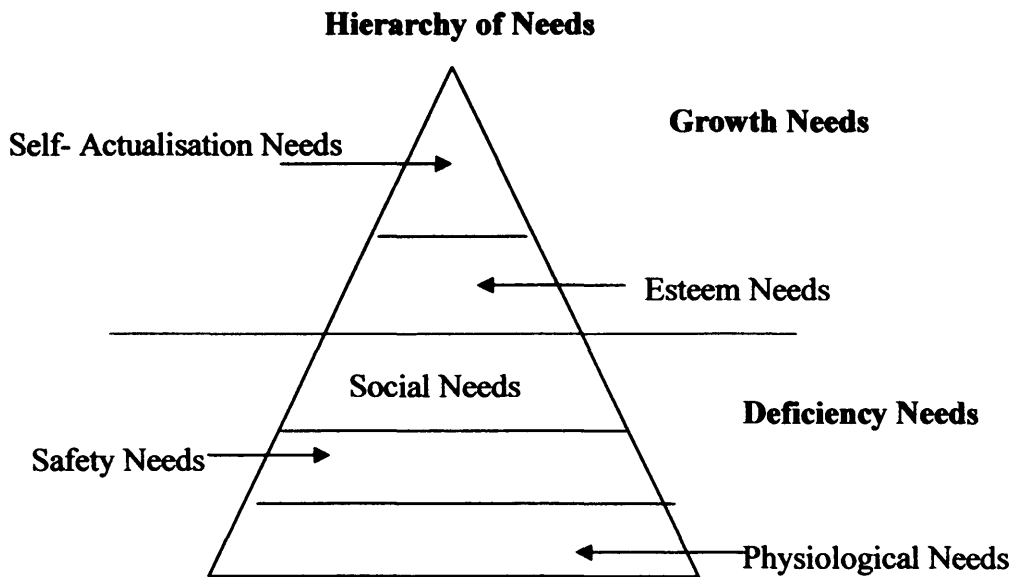 Hierarchy of Needs
Growth Needs
Self- Actualisation Needs
Esteem Needs
Social Needs
Deficiency Needs
Safety Needs
Physiological Needs